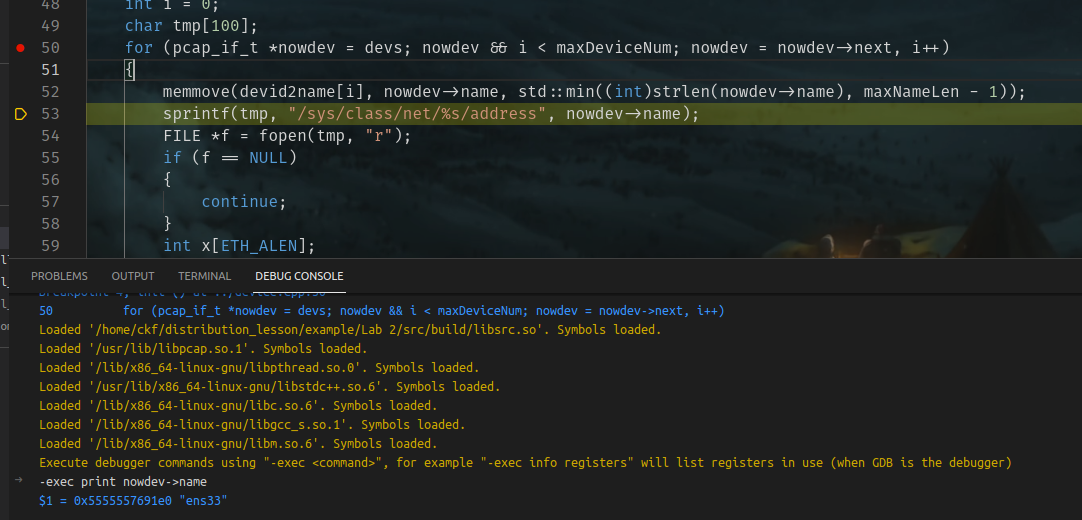 48 int i = 0;
49 char tmp[100];
50 for (pcap_if_t *nowdev = devs; nowdev && i < maxDeviceNum; nowdev = nowdev->next, i++)
51 {
52 memmove(devid2name[i], nowdev->name, std::min((int)strlen(nowdev->name), maxNameLen - 1));
53 sprintf(tmp, "/sys/class/net/%s/address", nowdev->name);
54 FILE *f = fopen(tmp, "r");
55 if (f == NULL)
56 {
57 continue;
58 }
59 int x[ETH_ALEN];
PROBLEMS OUTPUT TERMINAL DEBUG CONSOLE
50 for (pcap_if_t *nowdev = devs; nowdev && i < maxDeviceNum; nowdev = nowdev->next, i++)
Loaded '/home/ckf/distribution_lesson/example/Lab 2/src/build/libsrc.so'. Symbols loaded.
Loaded '/usr/lib/libpcap.so.1'. Symbols loaded.
Loaded '/lib/x86_64-linux-gnu/libpthread.so.0'. Symbols loaded.
Loaded '/usr/lib/x86_64-linux-gnu/libstdc++.so.6'. Symbols loaded.
Loaded '/lib/x86_64-linux-gnu/libc.so.6'. Symbols loaded.
Loaded '/lib/x86_64-linux-gnu/libgcc_s.so.1'. Symbols loaded.
Loaded '/lib/x86_64-linux-gnu/libm.so.6'. Symbols loaded.
Execute debugger commands using "-exec <command>", for example "-exec info registers" will list registers in use (when GDB is the debugger)
-exec print nowdev->name
$1 = 0x5555557691e0 "ens33"